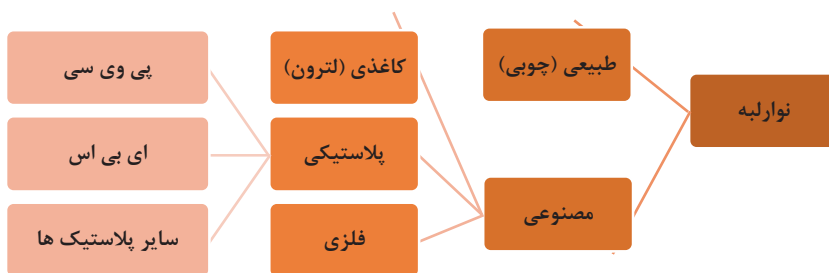 نوارلبه
طبیعی (چوبی)
مصنوعی
کاغذی (لترون)
پلاستیکی
فلزی
پی وی سی
ای بی اس
سایر پلاستیک ها